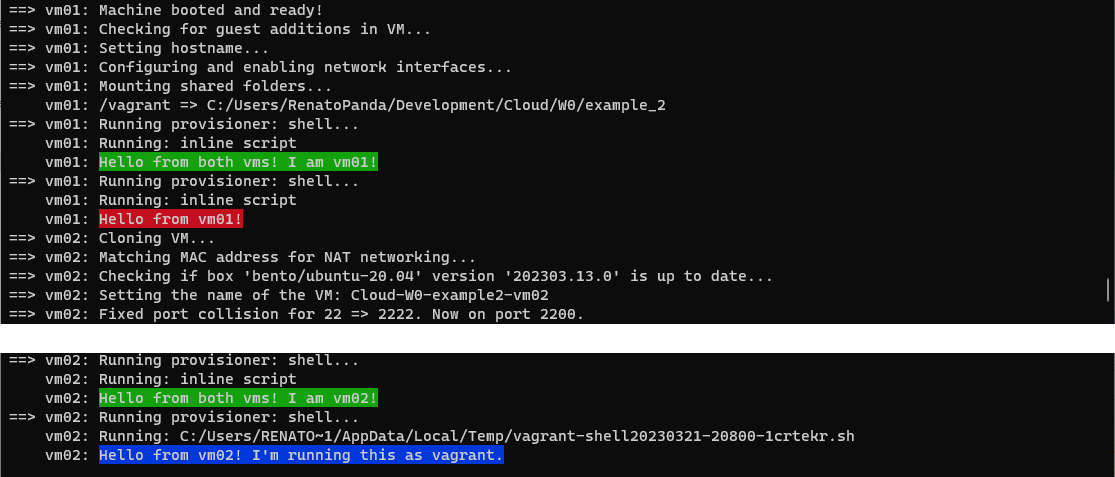 ==> vm01: Machine booted and ready!
==> vm01: Checking for guest additions in VM...
==> vm01: Setting hostname...
==> vm01: Configuring and enabling network interfaces...
==> vm01: Mounting shared folders...
    vm01: /vagrant => C:/Users/RenatoPanda/Development/Cloud/W0/example_2
==> vm01: Running provisioner: shell...
    vm01: Running: inline script
    vm01: Hello from both vms! I am vm01!
==> vm01: Running provisioner: shell...
    vm01: Running: inline script
    vm01: Hello from vm01!
==> vm02: Cloning VM...
==> vm02: Matching MAC address for NAT networking...
==> vm02: Checking if box 'bento/ubuntu-20.04' version '202303.13.0' is up to date...
==> vm02: Setting the name of the VM: Cloud-W0-example2-vm02
==> vm02: Fixed port collision for 22 => 2222. Now on port 2200.
==> vm02: Running provisioner: shell...
    vm02: Running: inline script
    vm02: Hello from both vms! I am vm02!
==> vm02: Running provisioner: shell...
    vm02: Running: C:/Users/RENATO~1/AppData/Local/Temp/vagrant-shell20230321-20800-1crtekr.sh
    vm02: Hello from vm02! I'm running this as vagrant.